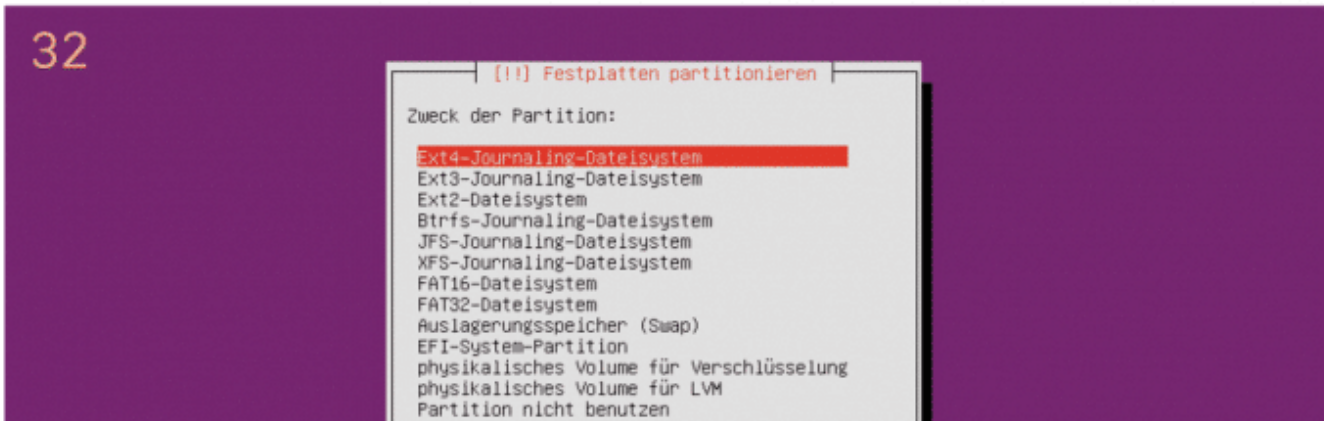 32
[!!] Festplatten partitionieren
Zweck der Partition:
Ext4-Journaling-Dateisystem
Ext3-Journaling-Dateisystem
Ext2-Dateisystem
Btrfs-Journaling-Dateisystem
JFS-Journaling-Dateisystem
XFS-Journaling-Dateisystem
FAT16-Dateisystem
FAT32-Dateisystem
Auslagerungsspeicher (Swap)
EFI-System-Partition
physikalisches Volume für Verschlüsselung
physikalisches Volume für LVM
Partition nicht benutzen